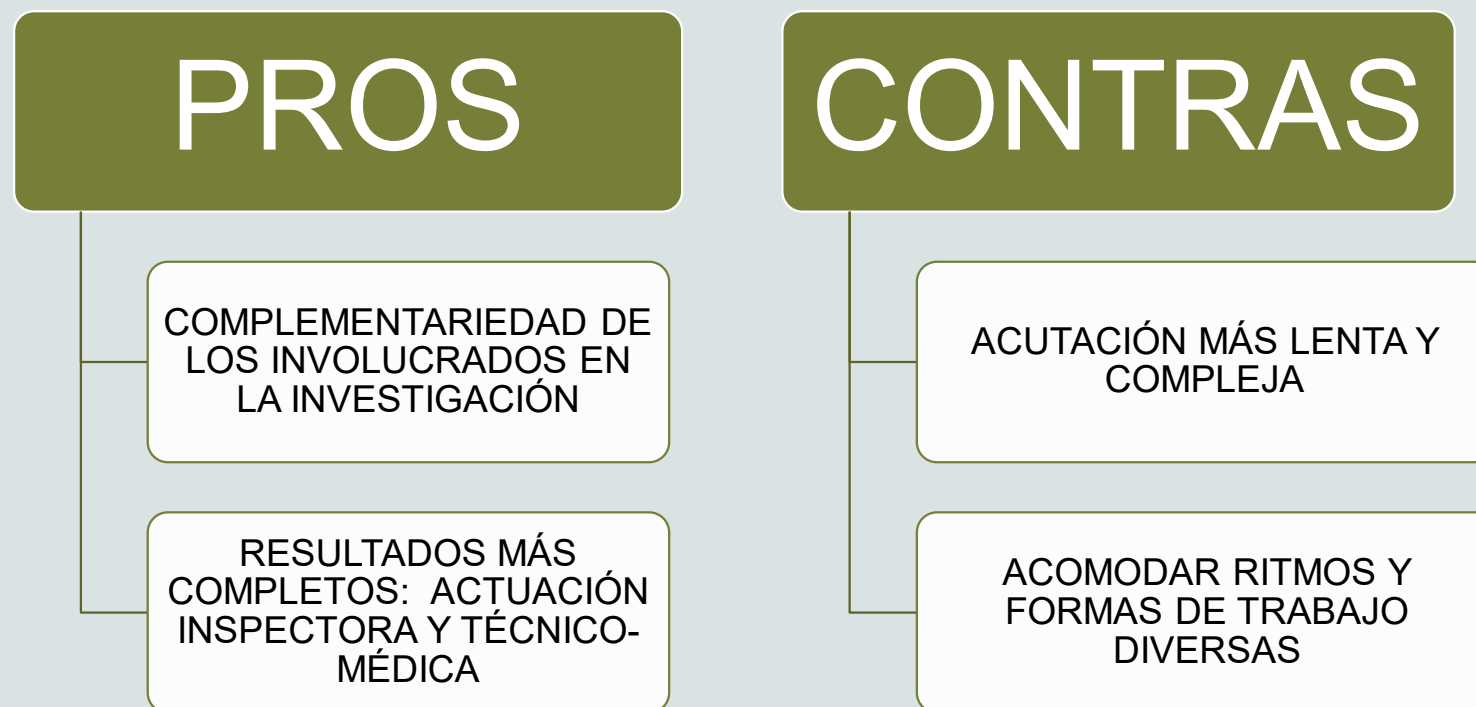 PROS
COMPLEMENTARIEDAD DE
LOS INVOLUCRADOS EN
LA INVESTIGACIÓN
RESULTADOS MÁS
COMPLETOS: ACTUACIÓN
INSPECTORA Y TÉCNICO-
MÉDICA
CONTRAS
ACUTACIÓN MÁS LENTA Y
COMPLEJA
ACOMODAR RITMOS Y
FORMAS DE TRABAJO
DIVERSAS